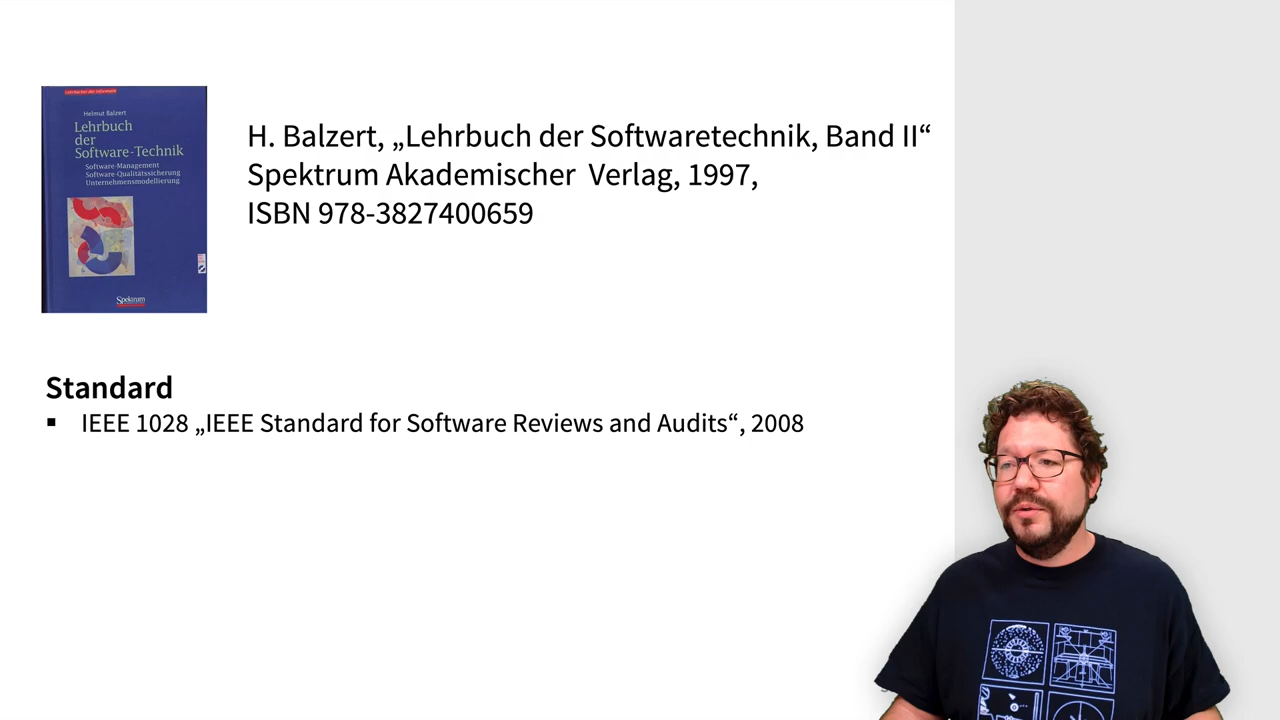 Lehrbücher der Informatik
Helmut Balzert
Lehrbuch
der
Software-Technik
Software-Management
Software-Qualitätssicherung
Unternehmensmodellierung
Spektrum
H. Balzert, „Lehrbuch der Softwaretechnik, Band II“
Spektrum Akademischer Verlag, 1997,
ISBN 978-3827400659
Standard
▪ IEEE 1028 „IEEE Standard for Software Reviews and Audits“, 2008